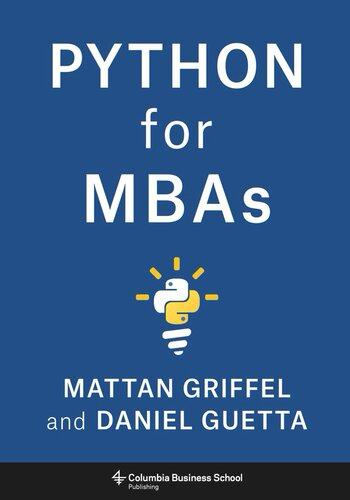 PYTHON
for
MBAs
MATTAN GRIFFEL
and DANIEL GUETTA
Columbia Business School
Publishing